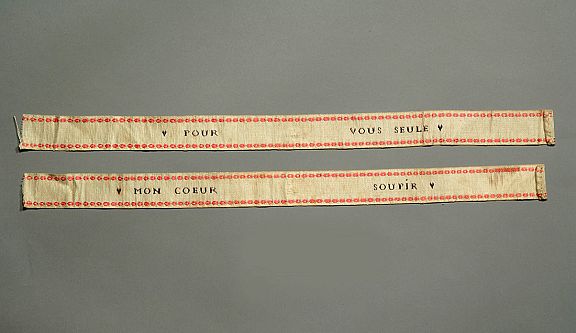 ♥ POUR VOUS SEULE ♥
♥ MON COEUR SOUPIR ♥